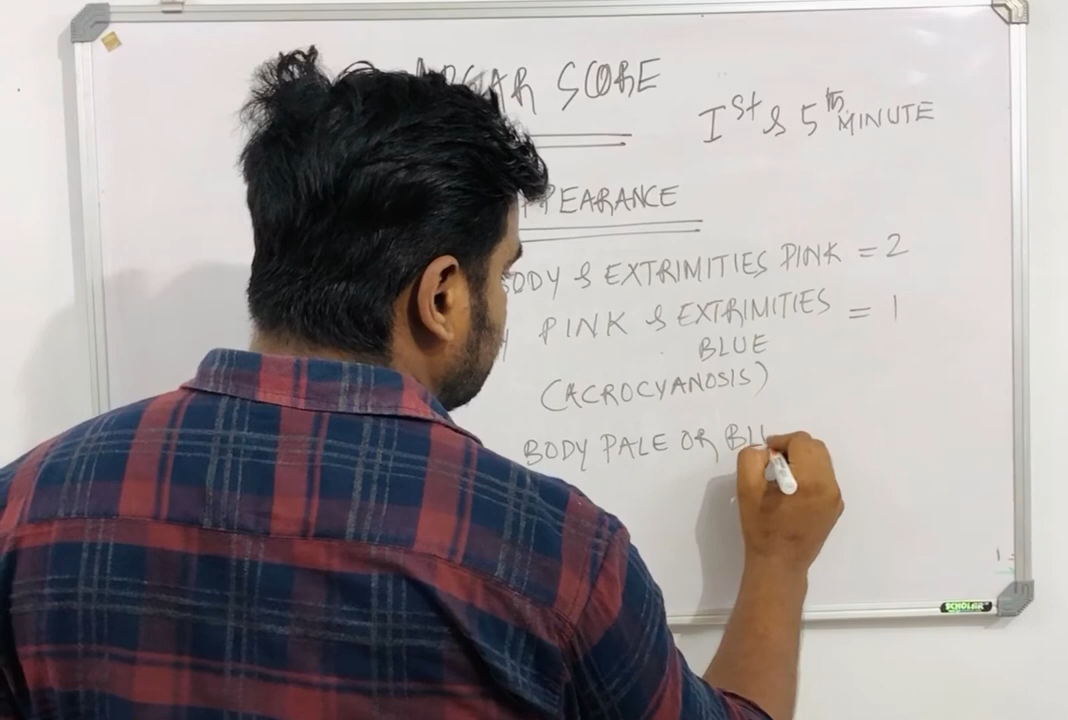 APGAR SCORE
Ist & 5th MINUTE
APPEARANCE
BODY & EXTRIMITIES PINK = 2
PINK & EXTRIMITIES = 1
BLUE
(ACROCYANOSIS)
BODY PALE OR BLU
SCHOLAR